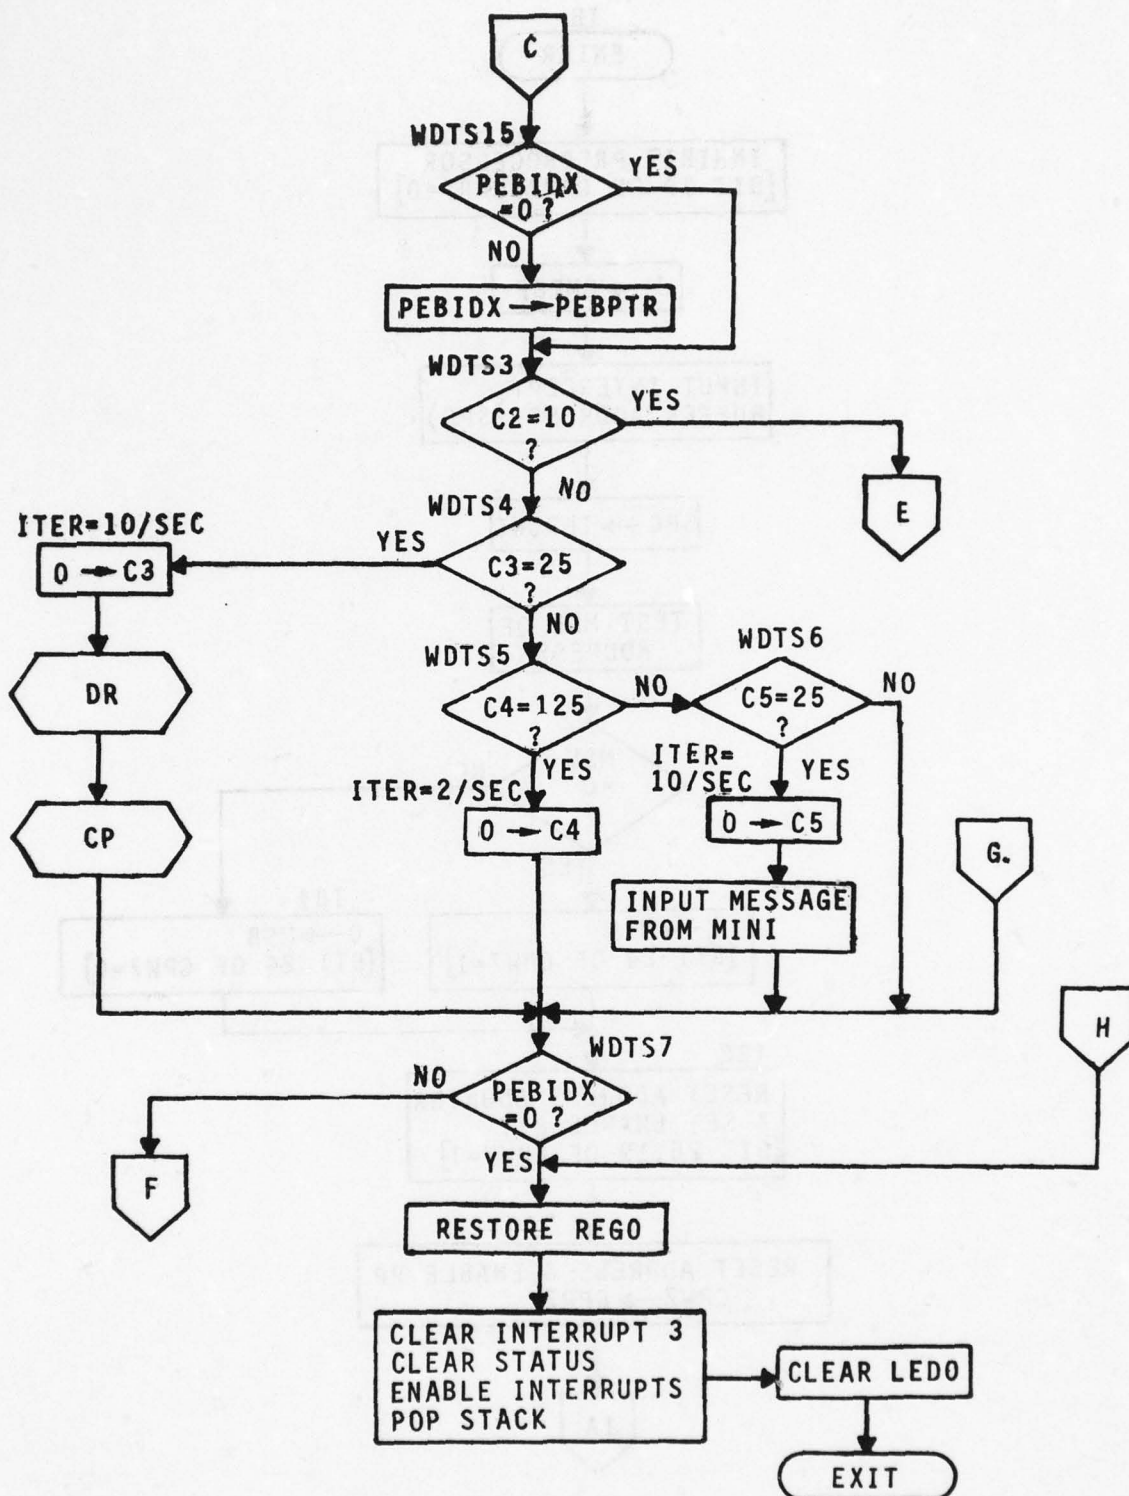 C
WDTS15
PEBIDX
=0 ?
YES
NO
PEBIDX → PEBPTR
WDTS3
C2=10
?
YES
E
NO
WDTS4
ITER=10/SEC
0 → C3
YES
C3=25
?
NO
DR
WDTS5
C4=125
?
NO
WDTS6
C5=25
?
NO
YES
ITER=2/SEC
0 → C4
ITER=
10/SEC
YES
0 → C5
CP
G.
INPUT MESSAGE
FROM MINI
H
WDTS7
PEBIDX
=0 ?
NO
F
YES
RESTORE REGO
CLEAR INTERRUPT 3
CLEAR STATUS
ENABLE INTERRUPTS
POP STACK
CLEAR LEDO
EXIT